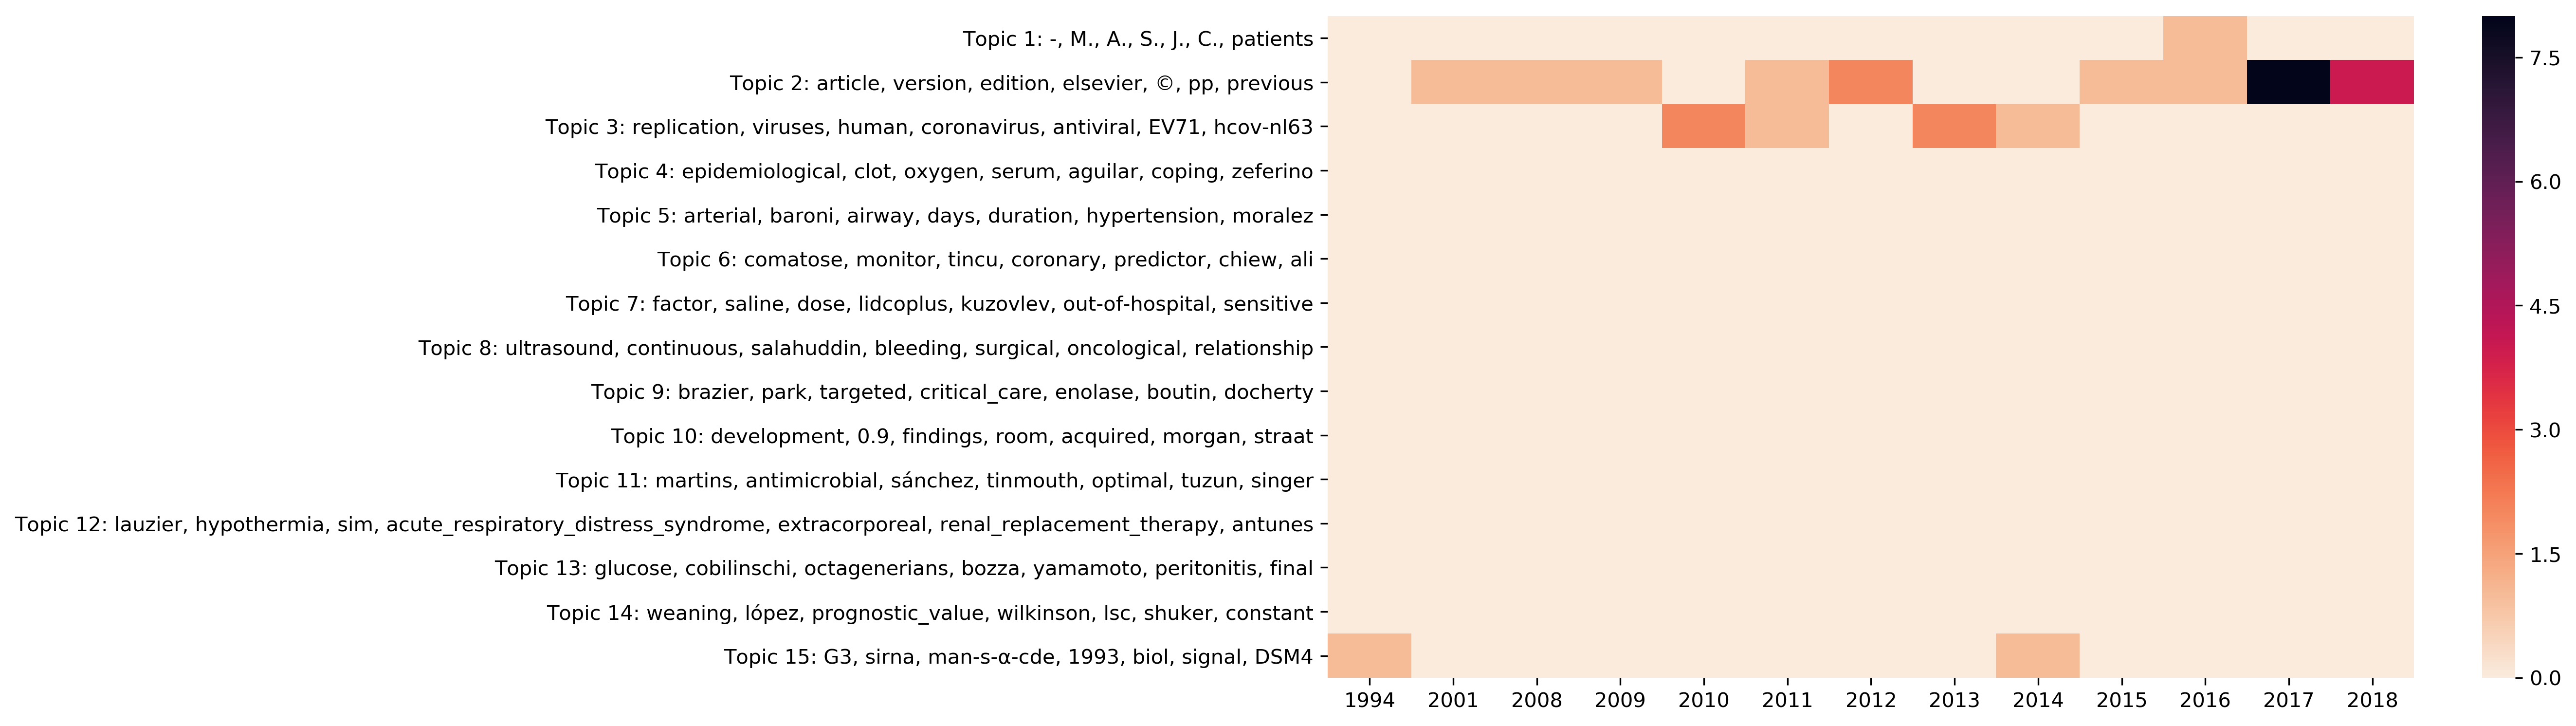 Topic 1: -, M., A., S., J., C., patients
Topic 2: article, version, edition, elsevier, ©, pp, previous
Topic 3: replication, viruses, human, coronavirus, antiviral, EV71, hcov-nl63
Topic 4: epidemiological, clot, oxygen, serum, aguilar, coping, zeferino
Topic 5: arterial, baroni, airway, days, duration, hypertension, moralez
Topic 6: comatose, monitor, tincu, coronary, predictor, chiew, ali
Topic 7: factor, saline, dose, lidcoplus, kuzovlev, out-of-hospital, sensitive
Topic 8: ultrasound, continuous, salahuddin, bleeding, surgical, oncological, relationship
Topic 9: brazier, park, targeted, critical_care, enolase, boutin, docherty
Topic 10: development, 0.9, findings, room, acquired, morgan, straat
Topic 11: martins, antimicrobial, sánchez, tinmouth, optimal, tuzun, singer
Topic 12: lauzier, hypothermia, sim, acute_respiratory_distress_syndrome, extracorporeal, renal_replacement_therapy, antunes
Topic 13: glucose, cobilinschi, octagenerians, bozza, yamamoto, peritonitis, final
Topic 14: weaning, lópez, prognostic_value, wilkinson, lsc, shuker, constant
Topic 15: G3, sirna, man-s-α-cde, 1993, biol, signal, DSM4
1994 2001 2008 2009 2010 2011 2012 2013 2014 2015 2016 2017 2018
7.5
6.0
4.5
3.0
1.5
0.0